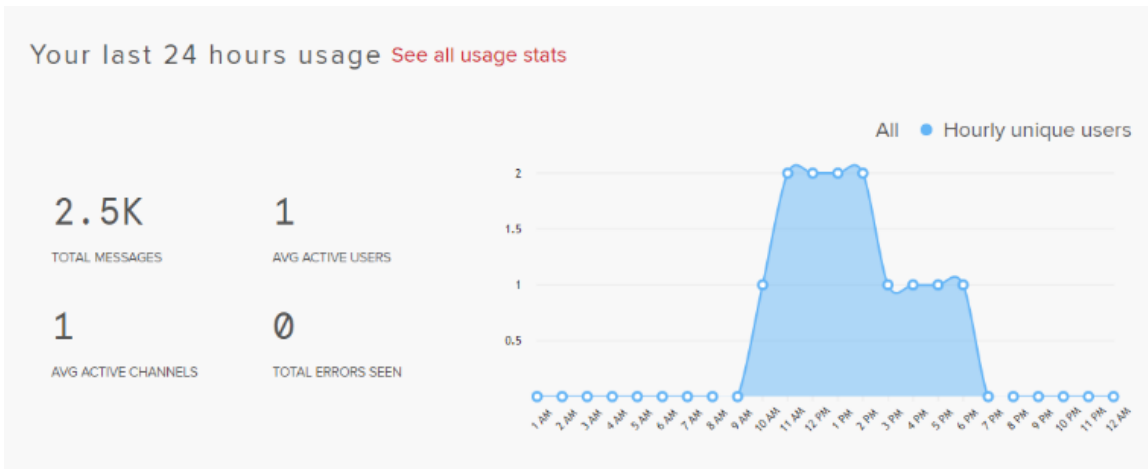 Your last 24 hours usage See all usage stats
All Hourly unique users
2.5K
TOTAL MESSAGES
1
AVG ACTIVE USERS
1
AVG ACTIVE CHANNELS
0
TOTAL ERRORS SEEN
2
1.5
1
0.5
1 AM 2 AM 3 AM 4 AM 5 AM 6 AM 7 AM 8 AM 9 AM 10 AM 11 AM 12 PM 1 PM 2 PM 3 PM 4 PM 5 PM 6 PM 7 PM 8 PM 9 PM 10 PM 11 PM 12 AM